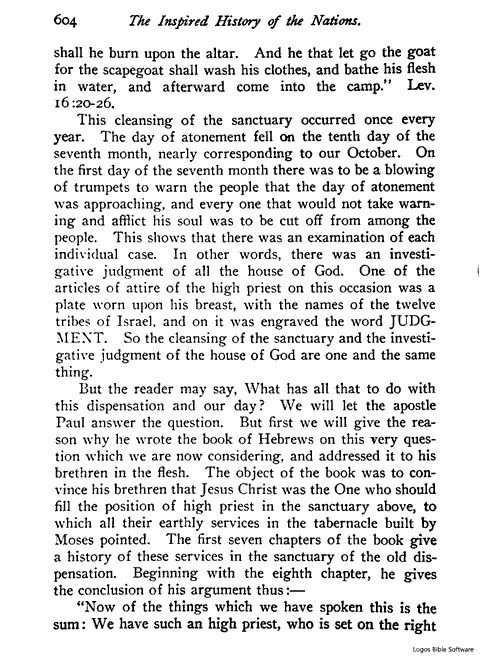 604 The Inspired History of the Nations.
shall he burn upon the altar. And he that let go the goat
for the scapegoat shall wash his clothes, and bathe his flesh
in water, and afterward come into the camp." Lev.
16:20-26.
This cleansing of the sanctuary occurred once every
year. The day of atonement fell on the tenth day of the
seventh month, nearly corresponding to our October. On
the first day of the seventh month there was to be a blowing
of trumpets to warn the people that the day of atonement
was approaching, and every one that would not take warn-
ing and afflict his soul was to be cut off from among the
people. This shows that there was an examination of each
individual case. In other words, there was an investi-
gative judgment of all the house of God. One of the
articles of attire of the high priest on this occasion was a
plate worn upon his breast, with the names of the twelve
tribes of Israel, and on it was engraved the word JUDG-
MENT. So the cleansing of the sanctuary and the investi-
gative judgment of the house of God are one and the same
thing.
But the reader may say, What has all that to do with
this dispensation and our day? We will let the apostle
Paul answer the question. But first we will give the rea-
son why he wrote the book of Hebrews on this very ques-
tion which we are now considering, and addressed it to his
brethren in the flesh. The object of the book was to con-
vince his brethren that Jesus Christ was the One who should
fill the position of high priest in the sanctuary above, to
which all their earthly services in the tabernacle built by
Moses pointed. The first seven chapters of the book give
a history of these services in the sanctuary of the old dis-
pensation. Beginning with the eighth chapter, he gives
the conclusion of his argument thus:—
"Now of the things which we have spoken this is the
sum: We have such an high priest, who is set on the right
Logos Bible Software